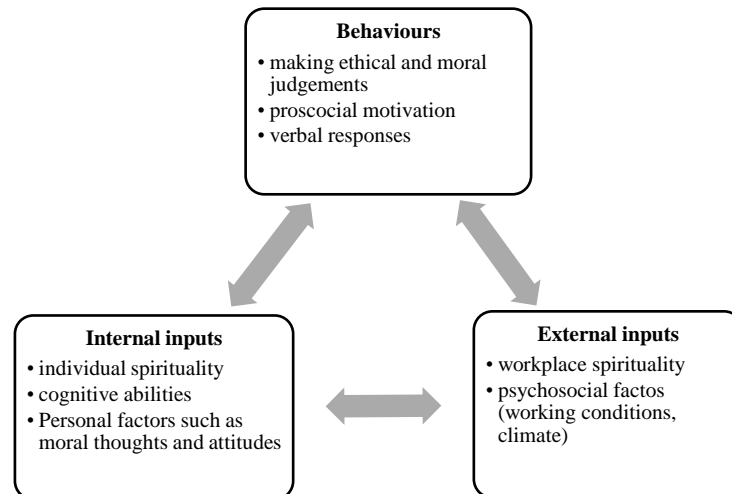 Behaviours
• making ethical and moral
judgements
• proscocial motivation
• verbal responses
Internal inputs
• individual spirituality
• cognitive abilities
• Personal factors such as
moral thoughts and attitudes
External inputs
• workplace spirituality
• psychosocial factos
(working conditions,
climate)